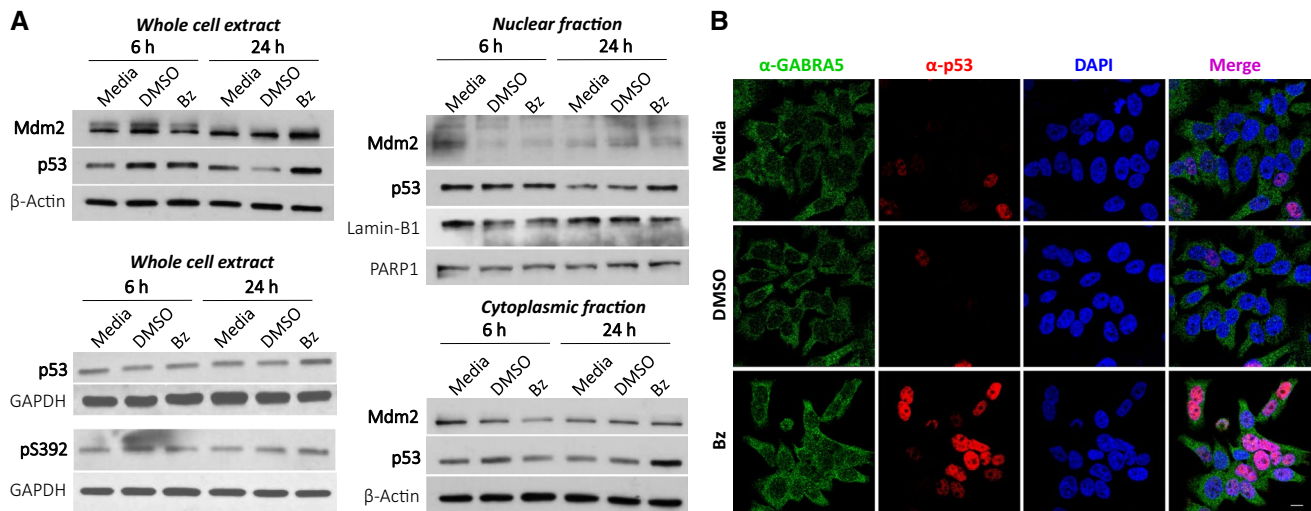 A
Whole cell extract
6 h 24 h
Media DMSO Bz Media DMSO Bz
Mdm2
p53
β-Actin
Whole cell extract
6 h 24 h
Media DMSO Bz Media DMSO Bz
p53
GAPDH
pS392
GAPDH
Nuclear fraction
6 h 24 h
Media DMSO Bz Media DMSO Bz
Mdm2
p53
Lamin-B1
PARP1
Cytoplasmic fraction
6 h 24 h
Media DMSO Bz Media DMSO Bz
Mdm2
p53
β-Actin
B
α-GABRA5 α-p53 DAPI Merge
Media
DMSO
Bz